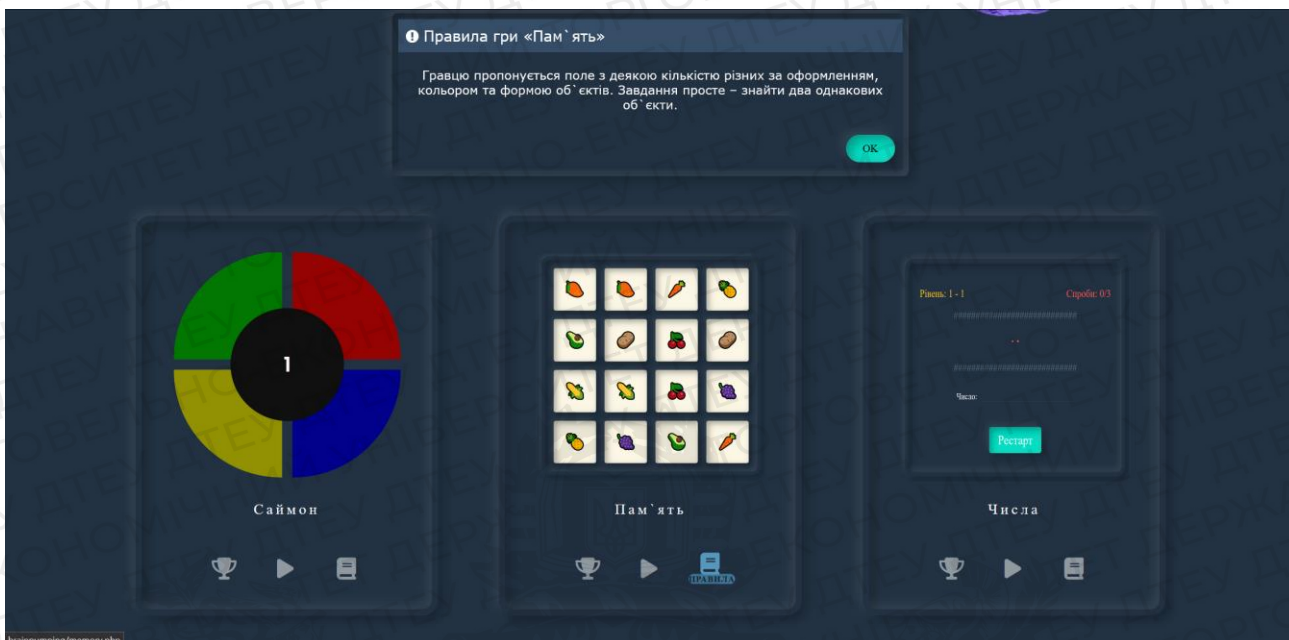 Правила гри «Пам`ять»
Гравцю пропонується поле з деякою кількістю різних за оформленням,
кольором та формою об`єктів. Завдання просте – знайти два однакових
об`єкти.
OK
1
Саймон
Пам`ять
ПРАВИЛА
Рівень: 1 - 1
Спроби: 0/3
Число:
Рестарт
Числа